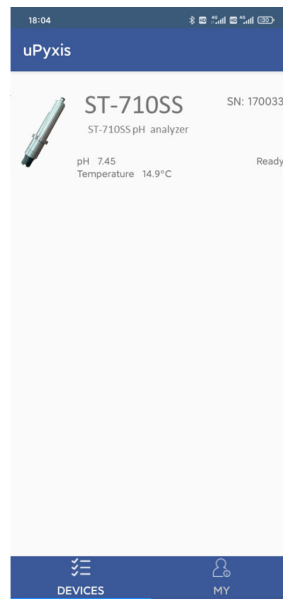 18:04
uPyxis
ST-710SS SN: 170033
ST-710SS pH analyzer
pH 7.45 Ready
Temperature 14.9°C
DEVICES MY